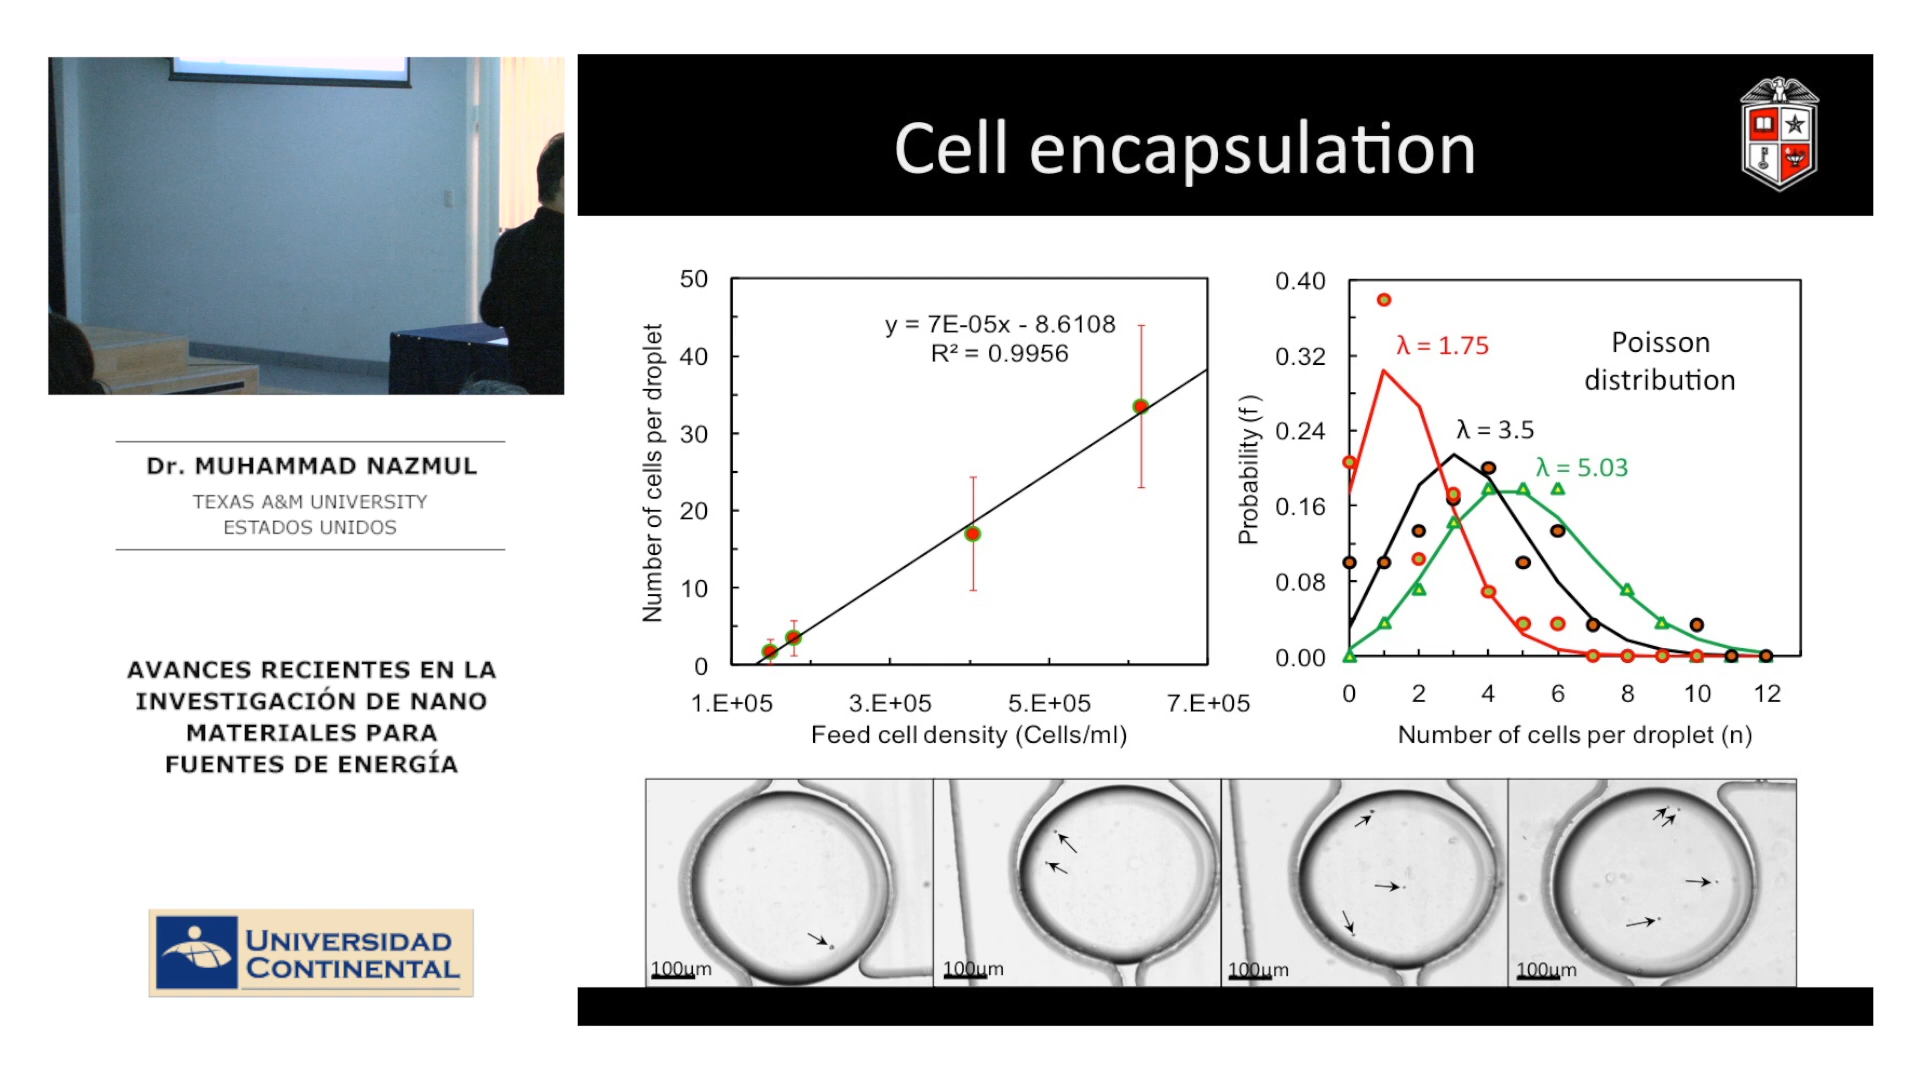 Cell encapsulation
Dr. MUHAMMAD NAZMUL
TEXAS A&M UNIVERSITY
ESTADOS UNIDOS
AVANCES RECIENTES EN LA
INVESTIGACIÓN DE NANO
MATERIALES PARA
FUENTES DE ENERGÍA
UNIVERSIDAD
CONTINENTAL
Number of cells per droplet
50
40
30
20
10
0
y = 7E-05x - 8.6108
R² = 0.9956
1.E+05 3.E+05 5.E+05 7.E+05
Feed cell density (Cells/ml)
Probability (f)
0.40
0.32
0.24
0.16
0.08
0.00
λ = 1.75
λ = 3.5
λ = 5.03
Poisson
distribution
0 2 4 6 8 10 12
Number of cells per droplet (n)
100um
100um
100um
100um